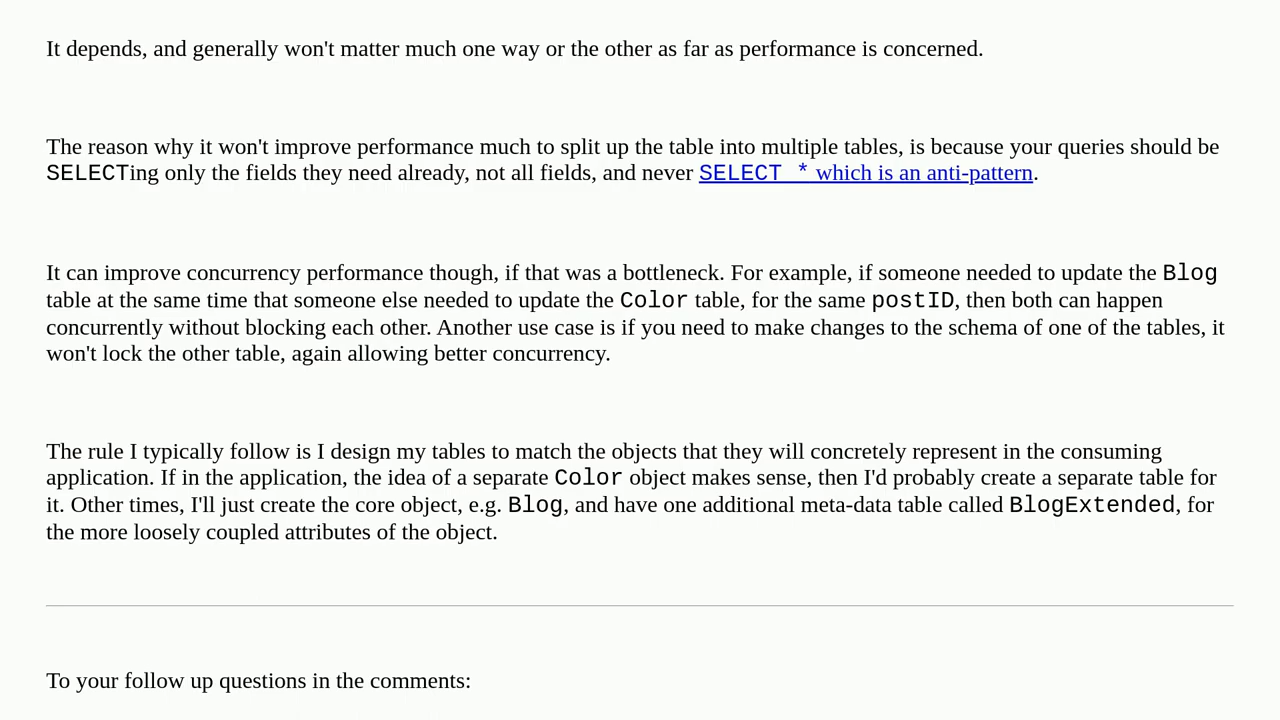 It depends, and generally won't matter much one way or the other as far as performance is concerned.
The reason why it won't improve performance much to split up the table into multiple tables, is because your queries should be
SELECTing only the fields they need already, not all fields, and never SELECT * which is an anti-pattern.
It can improve concurrency performance though, if that was a bottleneck. For example, if someone needed to update the Blog
table at the same time that someone else needed to update the Color table, for the same postID, then both can happen
concurrently without blocking each other. Another use case is if you need to make changes to the schema of one of the tables, it
won't lock the other table, again allowing better concurrency.
The rule I typically follow is I design my tables to match the objects that they will concretely represent in the consuming
application. If in the application, the idea of a separate Color object makes sense, then I'd probably create a separate table for
it. Other times, I'll just create the core object, e.g. Blog, and have one additional meta-data table called BlogExtended, for
the more loosely coupled attributes of the object.
To your follow up questions in the comments: